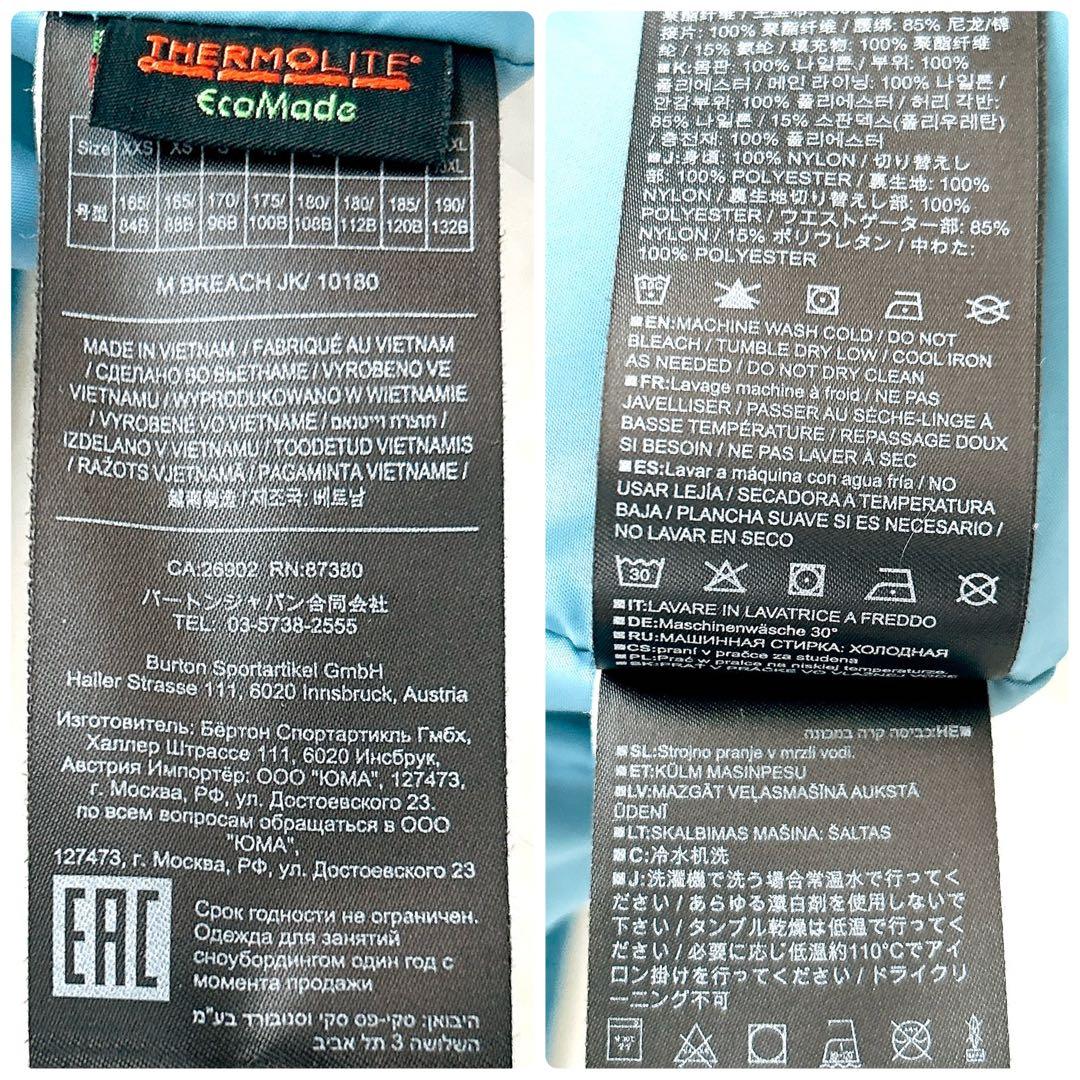 THERMOLITE®
EcoMade
Size XXS XS
号型 165/84B 165/88B 170/96B 175/100B 180/108B 180/112B 185/120B 190/132B
M BREACH JK/ 10180
MADE IN VIETNAM / FABRIQUÉ AU VIETNAM
/ СДЕЛАНО ВО ВЬЕТНАМЕ / VYROBENO VE
VIETNAMU / WYPRODUKOWANO W WIETNAMIE
/ VYROBENÉ VO VIETNAME / תוצרת וייטנאם /
IZDELANO V VIETNAMU / TOODETUD VIETNAMIS
/ RAŽOTS VJETNAMĀ / PAGAMINTA VIETNAME /
越南制造 / 제조국: 베트남
CA:26902 RN:87380
バートンジャパン合同会社
TEL. 03-5738-2555
Burton Sportartikel GmbH
Haller Strasse 111, 6020 Innsbruck, Austria
Изготовитель: Бёртон Спортартикль Гмбх,
Халлер Штрассе 111, 6020 Инсбрук,
Австрия Импортёр: ООО "ЮМА", 127473,
г. Москва, РФ, ул. Достоевского 23.
по всем вопросам обращаться в ООО
"ЮМА",
127473, г. Москва, РФ, ул. Достоевского 23
EAC
Срок годности не ограничен.
Одежда для занятий
сноубордингом один год с
момента продажи
היבואן: סקי-פס סקי וסנובורד בע"מ
השלושה 3 תל אביב
接片: 100% 聚酯纤维 / 腰绑: 85% 尼龙/锦
纶 / 15% 氨纶 / 填充物: 100% 聚酯纤维
■K:몸판: 100% 나일론 / 부위: 100%
폴리에스터 / 메인 라이닝: 100% 나일론 /
안감부위: 100% 폴리에스터 / 허리 각반:
85% 나일론 / 15% 스판덱스(폴리우레탄)
충전재: 100% 폴리에스터
■J:身頃: 100% NYLON / 切り替えし
部: 100% POLYESTER / 裏生地: 100%
NYLON / 裏生地切り替えし部: 100%
POLYESTER / ウエストゲーター部: 85%
NYLON / 15% ポリウレタン / 中わた:
100% POLYESTER
■EN:MACHINE WASH COLD / DO NOT
BLEACH / TUMBLE DRY LOW / COOL IRON
AS NEEDED / DO NOT DRY CLEAN
■FR:Lavage machine à froid / NE PAS
JAVELLISER / PASSER AU SÈCHE-LINGE À
BASSE TEMPÉRATURE / REPASSAGE DOUX
SI BESOIN / NE PAS LAVER À SEC
■ES:Lavar a máquina con agua fría / NO
USAR LEJÍA / SECADORA A TEMPERATURA
BAJA / PLANCHA SUAVE SI ES NECESARIO /
NO LAVAR EN SECO
30
■IT:LAVARE IN LAVATRICE A FREDDO
■DE:Maschinenwäsche 30°
■RU:МАШИННАЯ СТИРКА: ХОЛОДНАЯ
■CS:praní v pračce za studena
■PL:Prać w pralce na niskiej temperaturze.
■SK:PRANIE V PRÁČKE VO VLAŽNEJ VODE
■HE:כביסה קרה במכונה
■SL:Strojno pranje v mrzli vodi.
■ET:KÜLM MASINPESU
■LV:MAZGĀT VEĻASMAŠĪNĀ AUKSTĀ
ŪDENĪ
■LT:SKALBIMAS MAŠINA: ŠALTAS
■C:冷水机洗
■J:洗濯機で洗う場合常温水で行ってく
ださい / あらゆる漂白剤を使用しないで
下さい / タンブル乾燥は低温で行ってく
ださい / 必要に応じ低温約110°Cでアイ
ロン掛けを行ってください / ドライクリ
ーニング不可